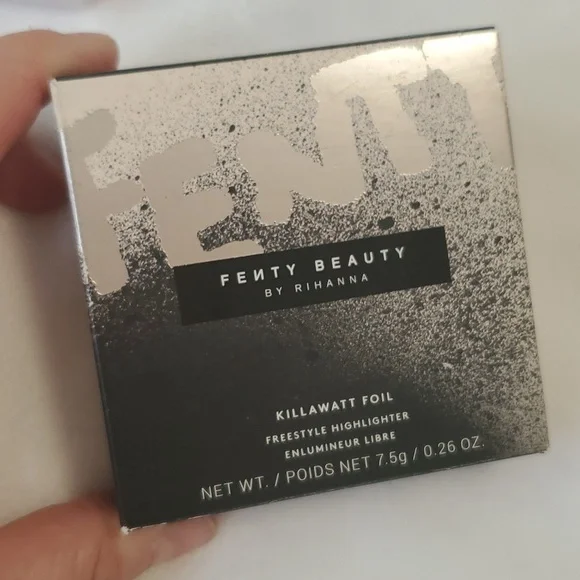 FENTY
FENTY BEAUTY
BY RIHANNA
KILLAWATT FOIL
FREESTYLE HIGHLIGHTER
ENLUMINEUR LIBRE
NET WT. / POIDS NET 7.5g / 0.26 OZ.